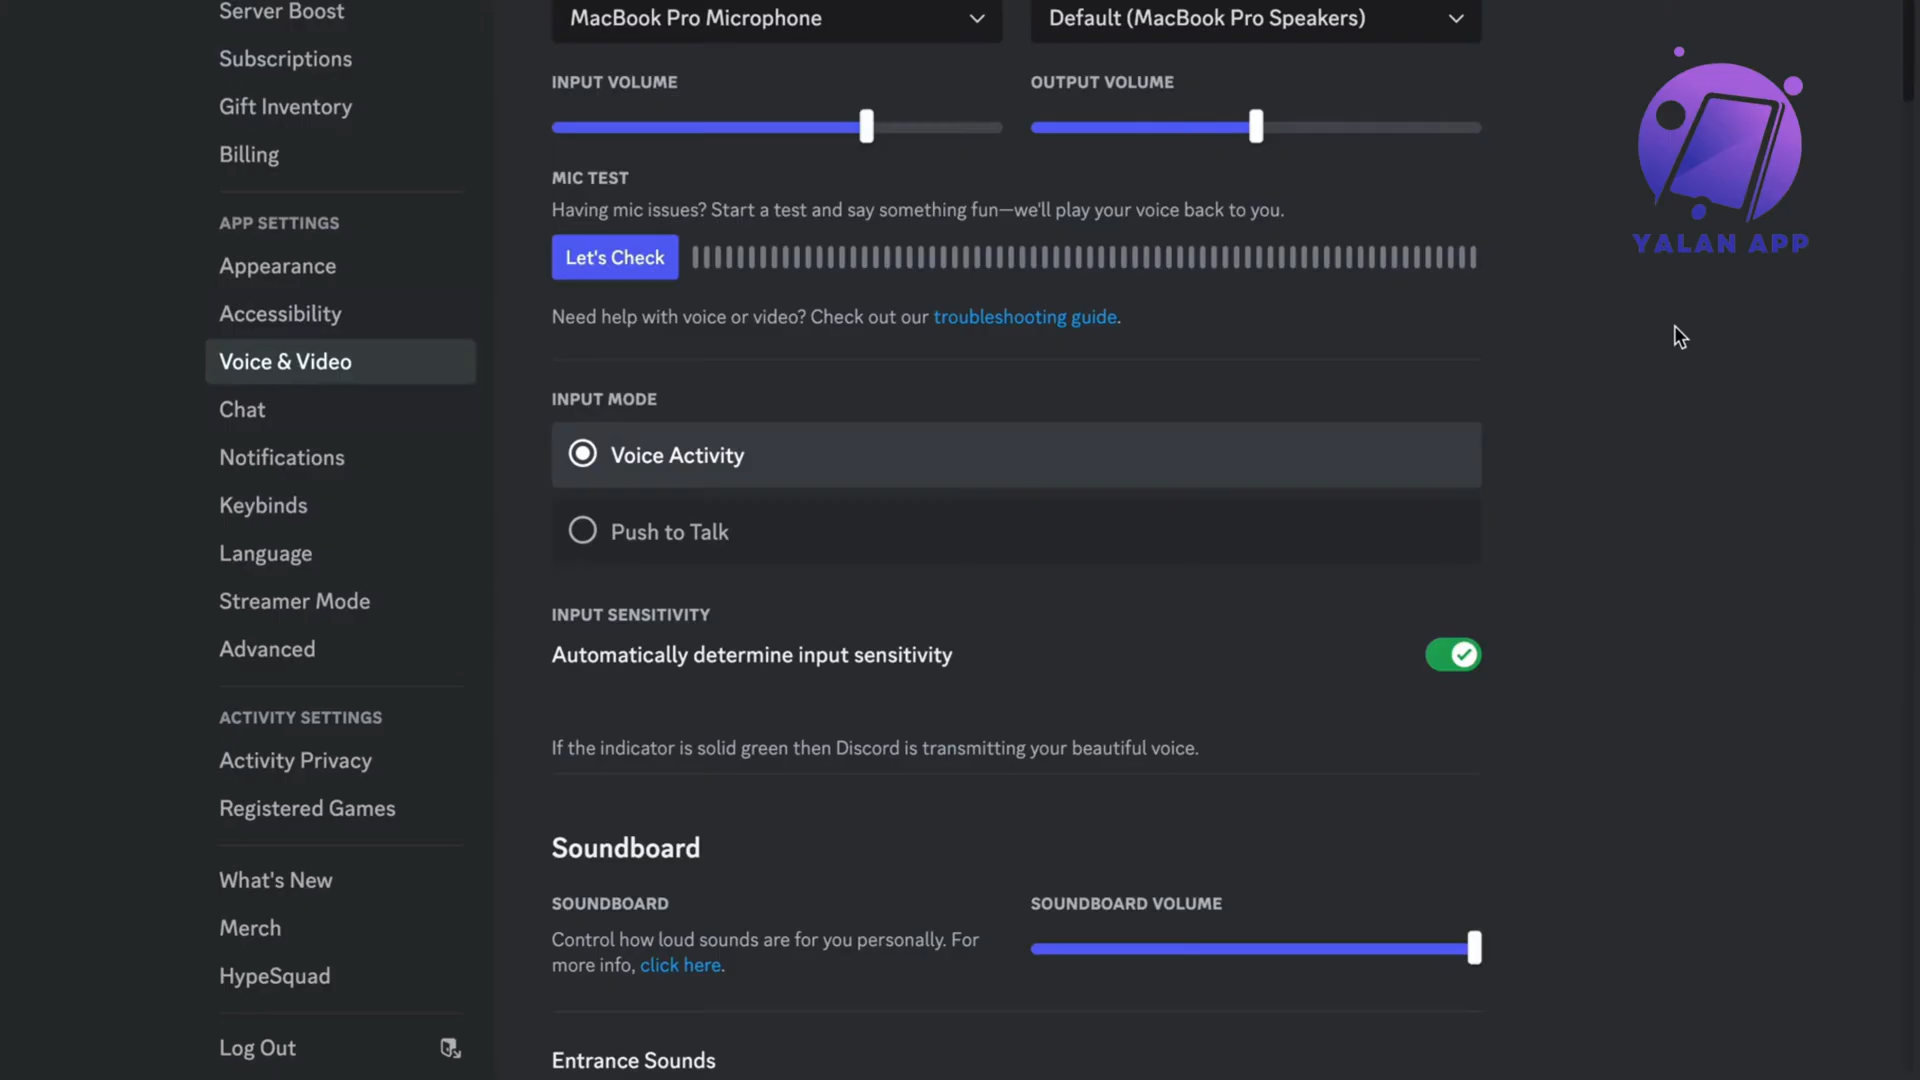 Server Boost
Subscriptions
Gift Inventory
Billing
APP SETTINGS
Appearance
Accessibility
Voice & Video
Chat
Notifications
Keybinds
Language
Streamer Mode
Advanced
ACTIVITY SETTINGS
Activity Privacy
Registered Games
What's New
Merch
HypeSquad
Log Out
MacBook Pro Microphone
Default (MacBook Pro Speakers)
INPUT VOLUME
OUTPUT VOLUME
MIC TEST
Having mic issues? Start a test and say something fun—we'll play your voice back to you.
Let's Check
Need help with voice or video? Check out our troubleshooting guide.
INPUT MODE
Voice Activity
Push to Talk
INPUT SENSITIVITY
Automatically determine input sensitivity
If the indicator is solid green then Discord is transmitting your beautiful voice.
Soundboard
SOUNDBOARD
Control how loud sounds are for you personally. For
more info, click here.
SOUNDBOARD VOLUME
Entrance Sounds
YALAN APP